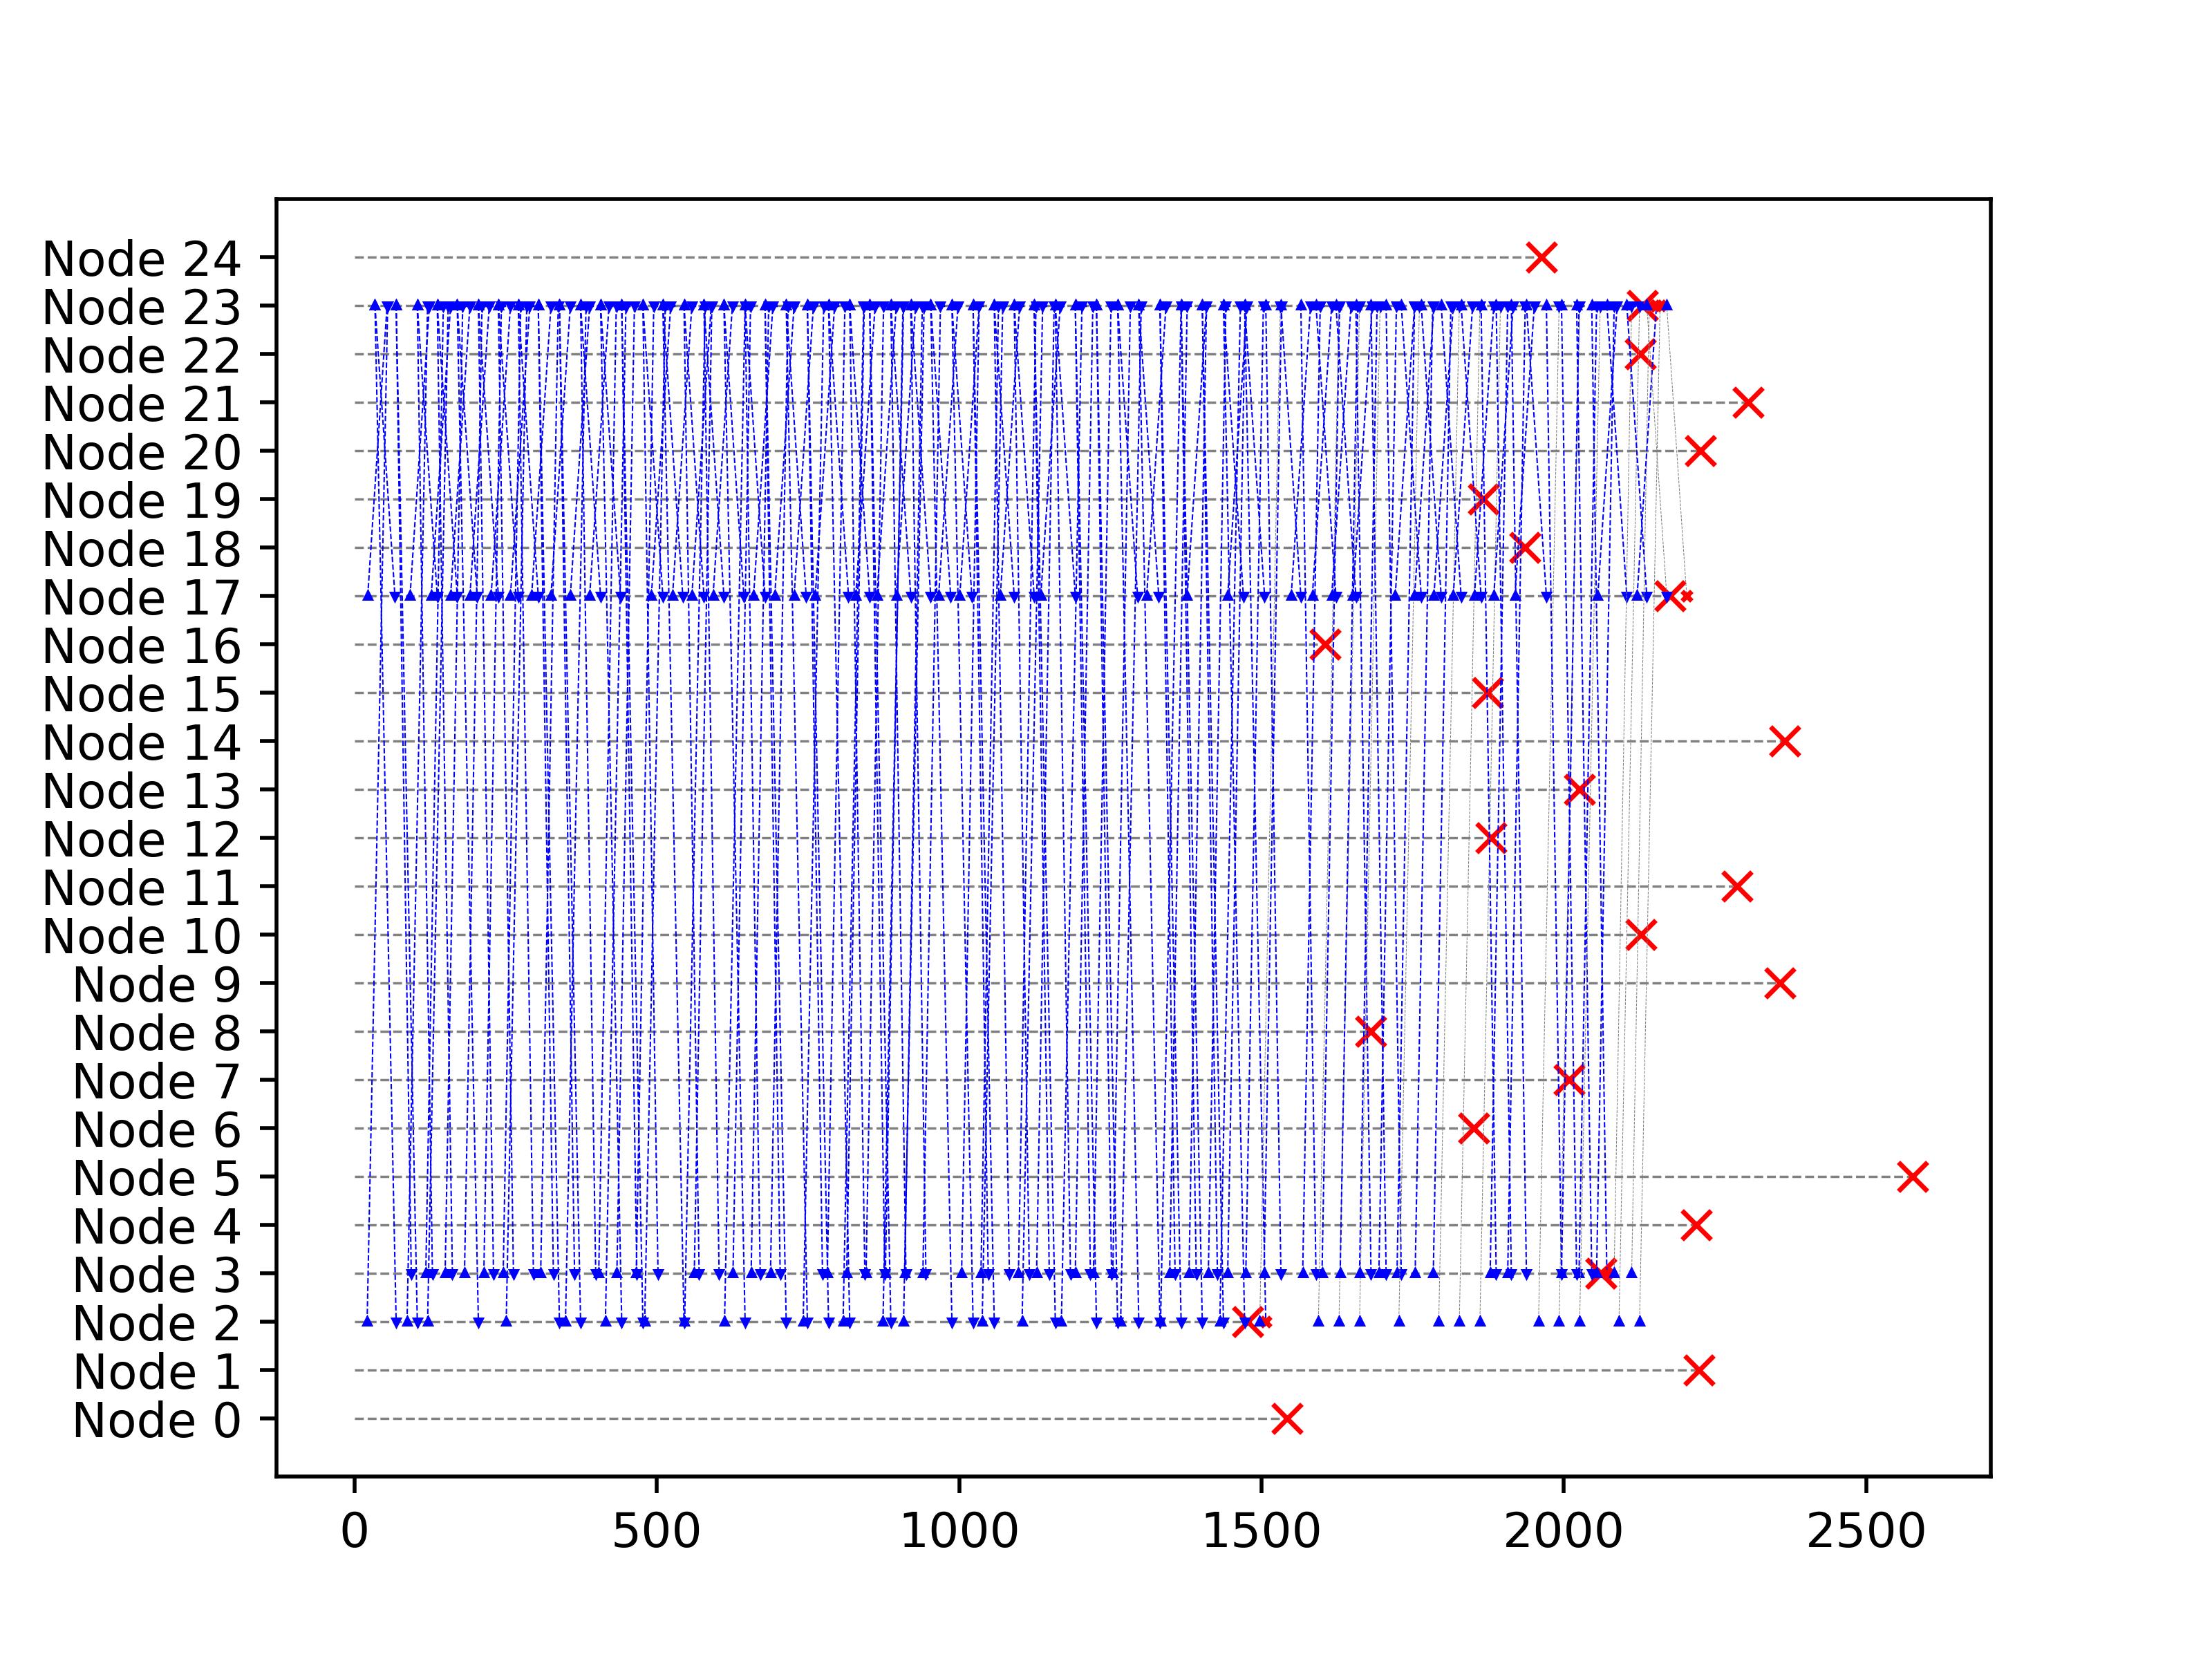 Node 24
Node 23
Node 22
Node 21
Node 20
Node 19
Node 18
Node 17
Node 16
Node 15
Node 14
Node 13
Node 12
Node 11
Node 10
Node 9
Node 8
Node 7
Node 6
Node 5
Node 4
Node 3
Node 2
Node 1
Node 0
0 500 1000 1500 2000 2500